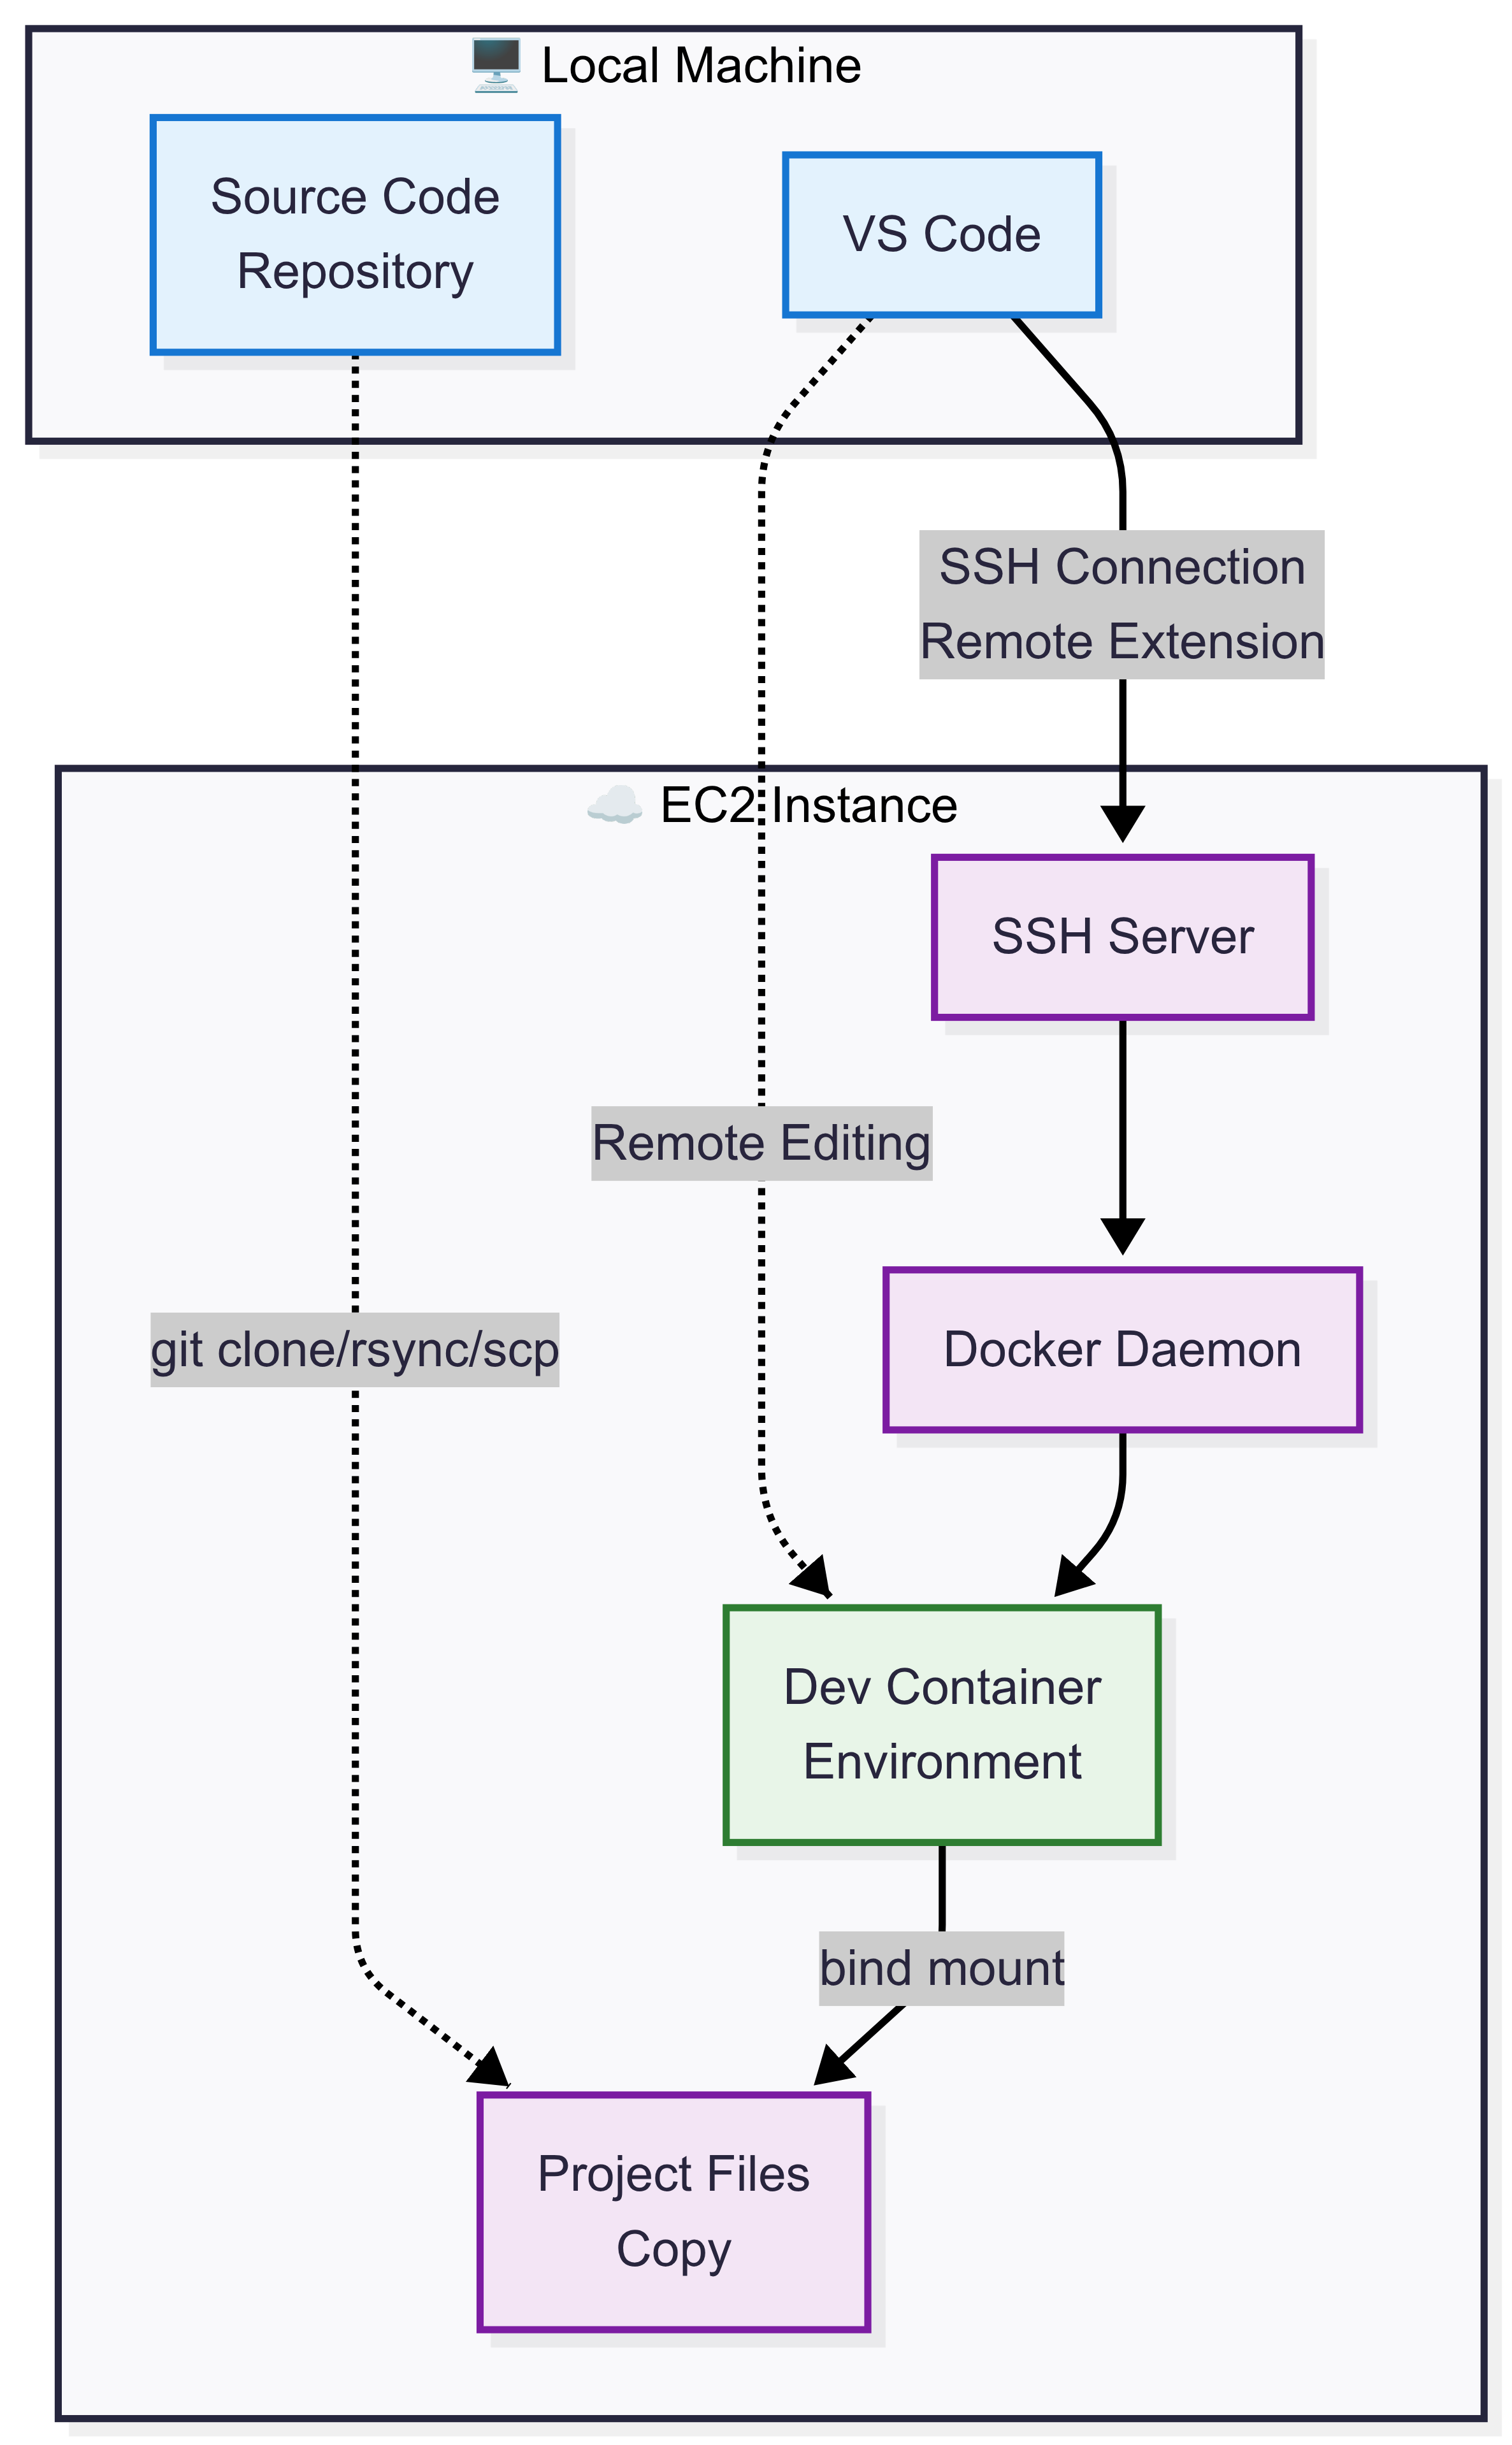 🖥️ Local Machine
Source Code
Repository
VS Code
SSH Connection
Remote Extension
☁️ EC2 Instance
SSH Server
Remote Editing
git clone/rsync/scp
Docker Daemon
Dev Container
Environment
bind mount
Project Files
Copy